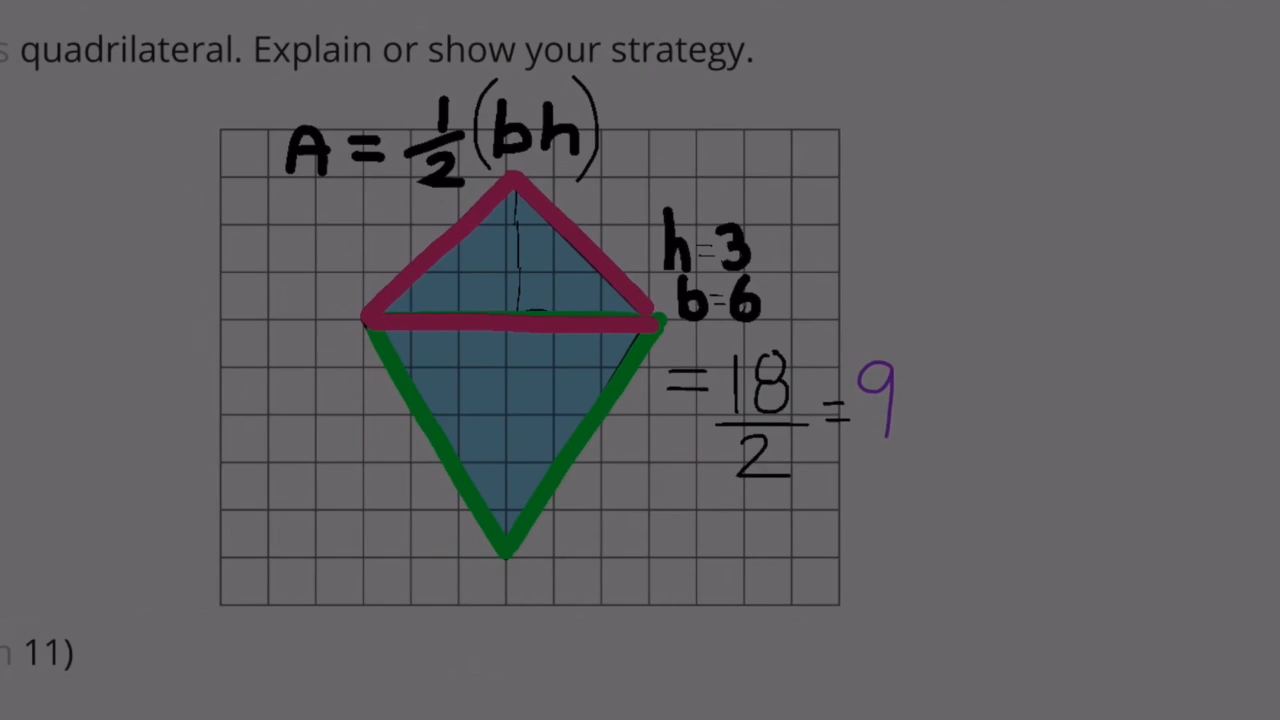 quadrilateral. Explain or show your strategy.
A = 1/2 (bh)
h = 3
b = 6
= 18/2 = 9
11)